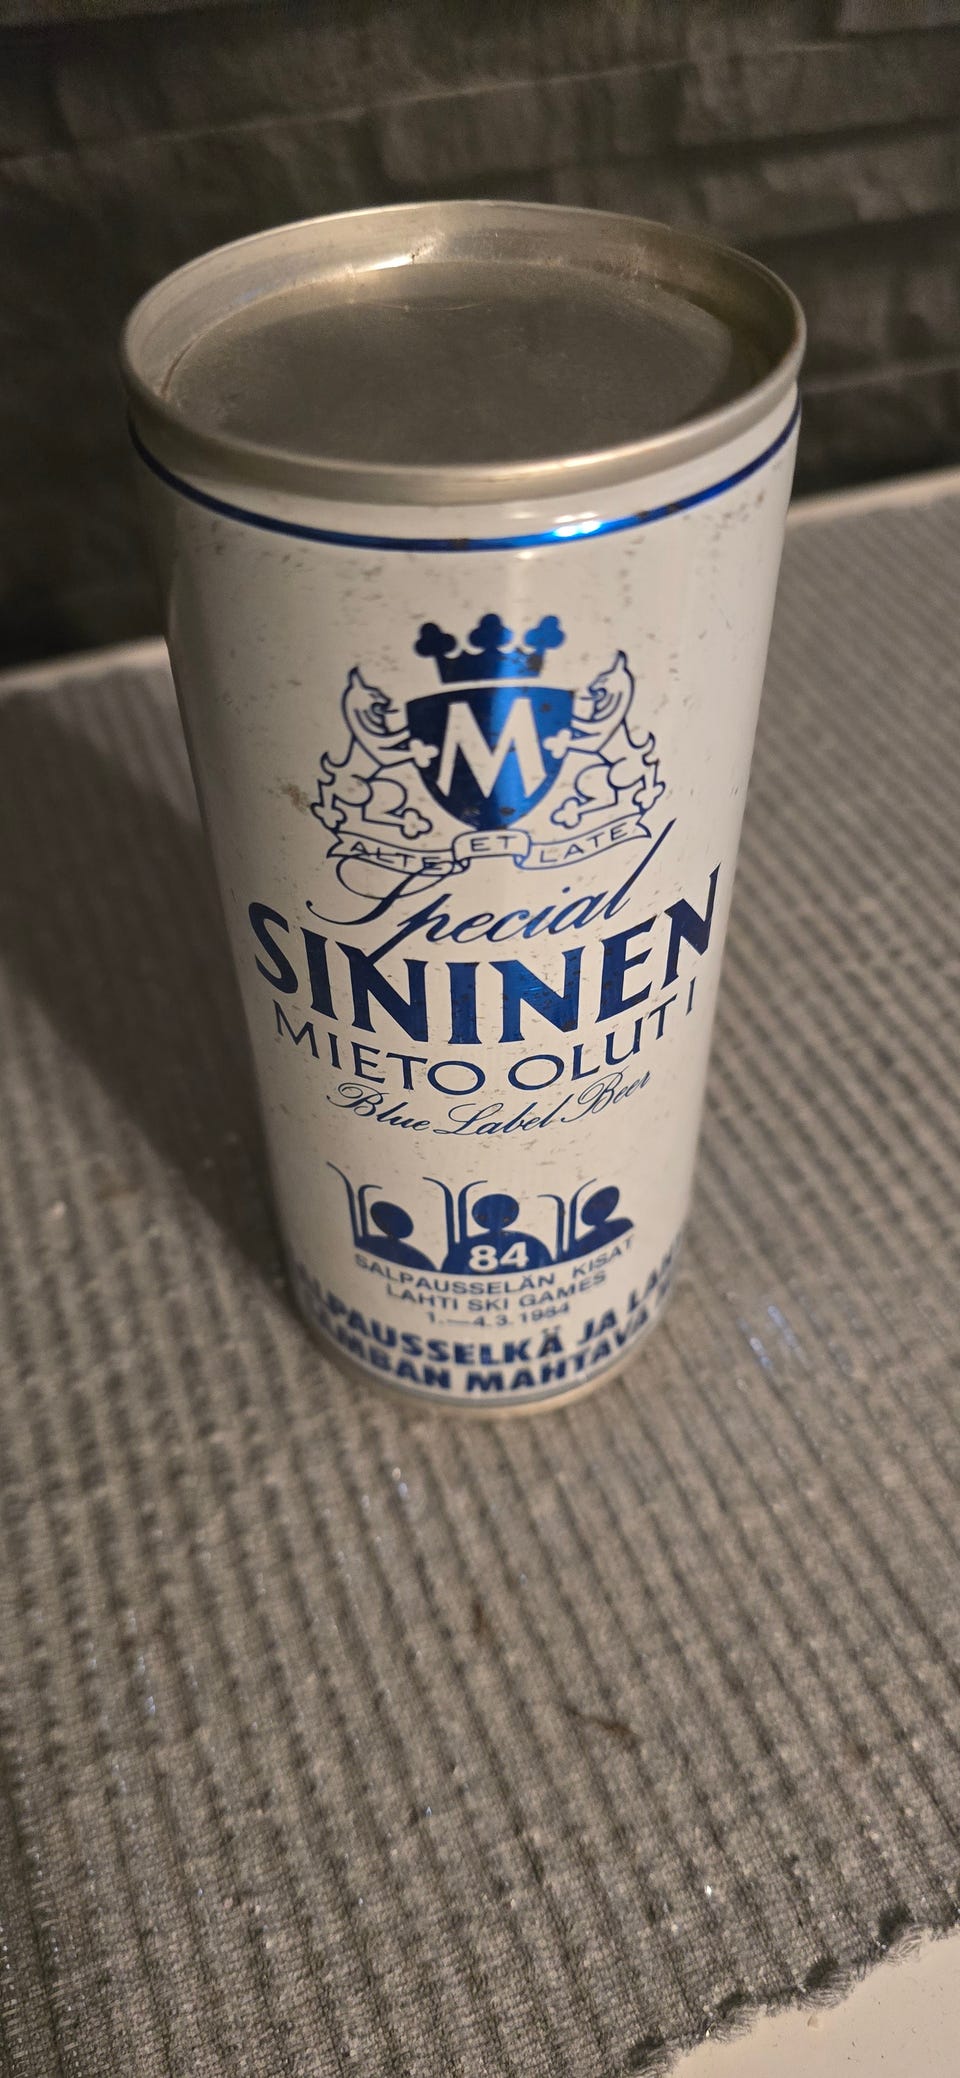 M
ALTE ET LATE
Special
SININEN
MIETO OLUT I
Blue Label Beer
84
SALPAUSSELÄN KISAT
LAHTI SKI GAMES
1.—4.3.1984
JA
MAHTAVA